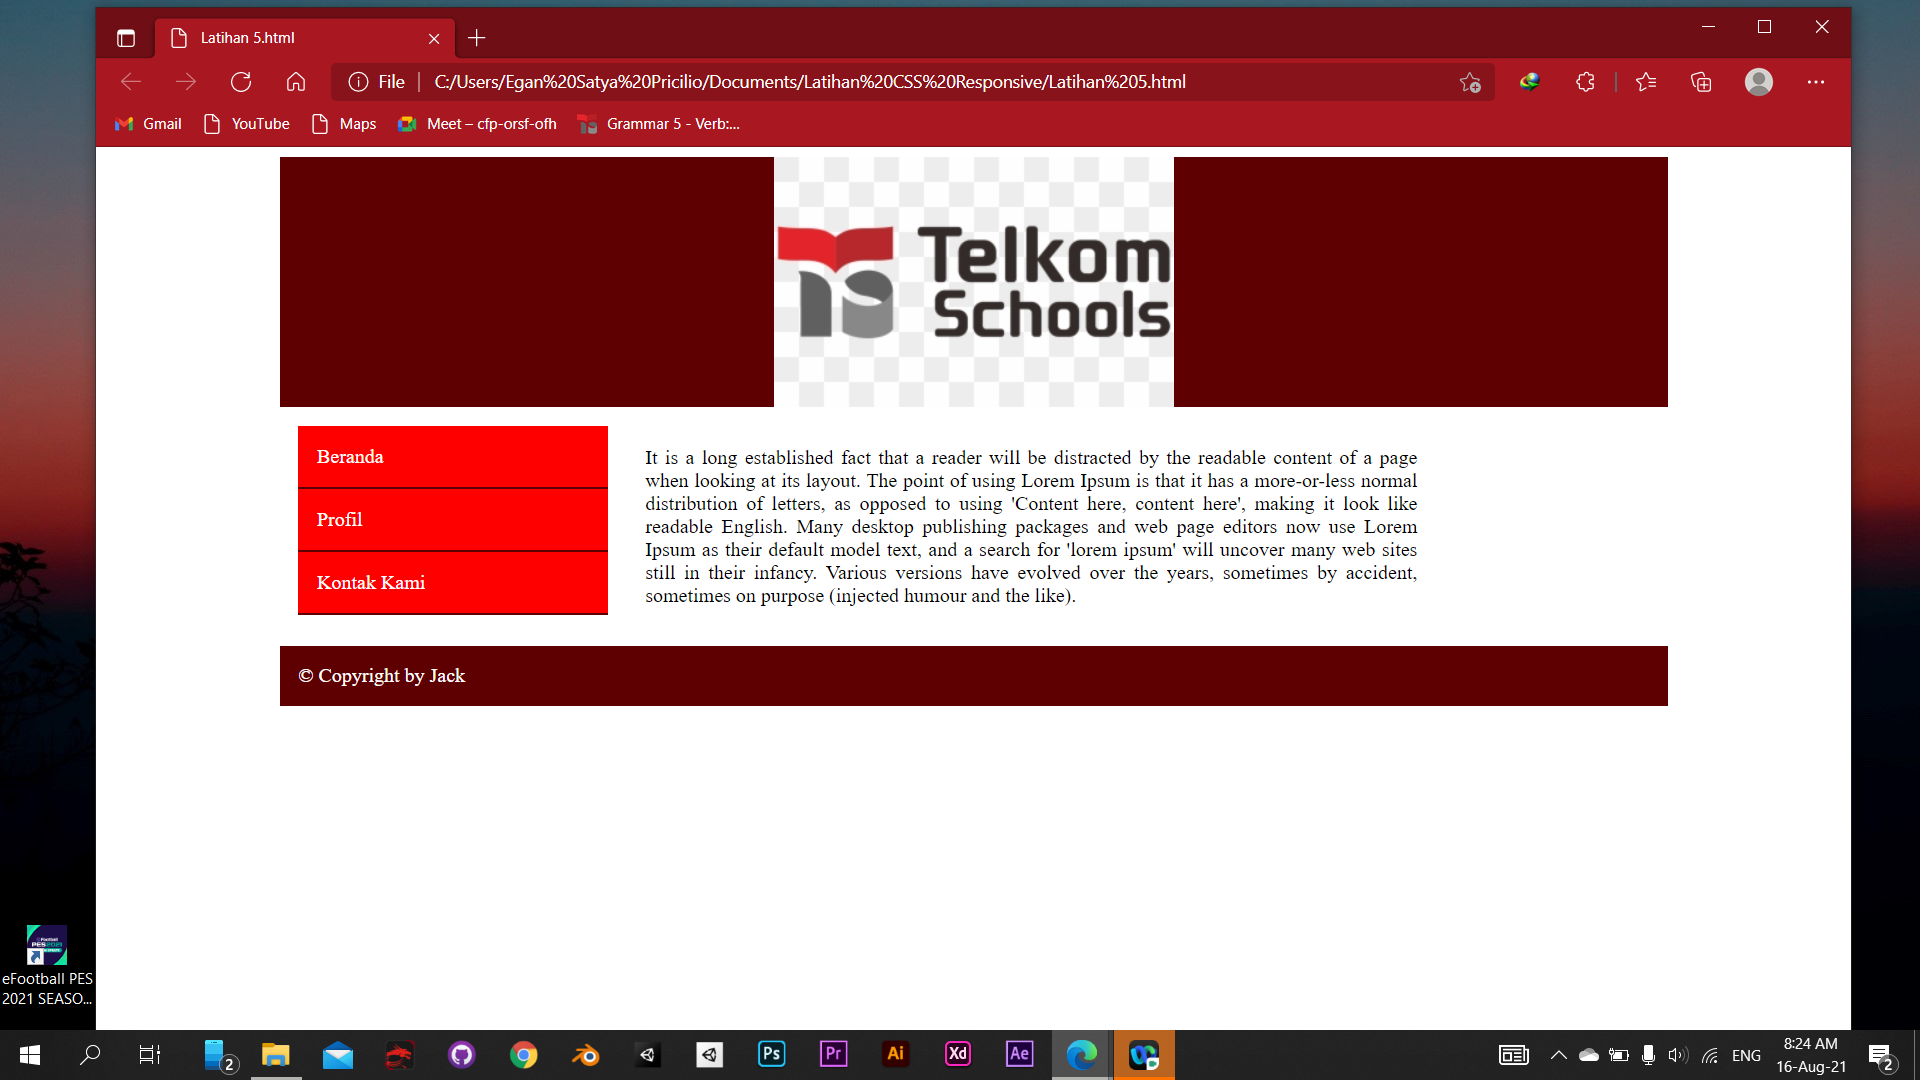 Latihan 5.html
File
C:/Users/Egan%20Satya%20Pricilio/Documents/Latihan%20CSS%20Responsive/Latihan%205.html
Gmail
YouTube
Maps
Meet – cfp-orsf-ofh
Grammar 5 - Verb:...
Telkom
Schools
Beranda
Profil
Kontak Kami
It is a long established fact that a reader will be distracted by the readable content of a page
when looking at its layout. The point of using Lorem Ipsum is that it has a more-or-less normal
distribution of letters, as opposed to using 'Content here, content here', making it look like
readable English. Many desktop publishing packages and web page editors now use Lorem
Ipsum as their default model text, and a search for 'lorem ipsum' will uncover many web sites
still in their infancy. Various versions have evolved over the years, sometimes by accident,
sometimes on purpose (injected humour and the like).
© Copyright by Jack
eFootball PES
2021 SEASO...
2
Ps
Pr
Ai
Xd
Ae
ENG
8:24 AM
16-Aug-21
2